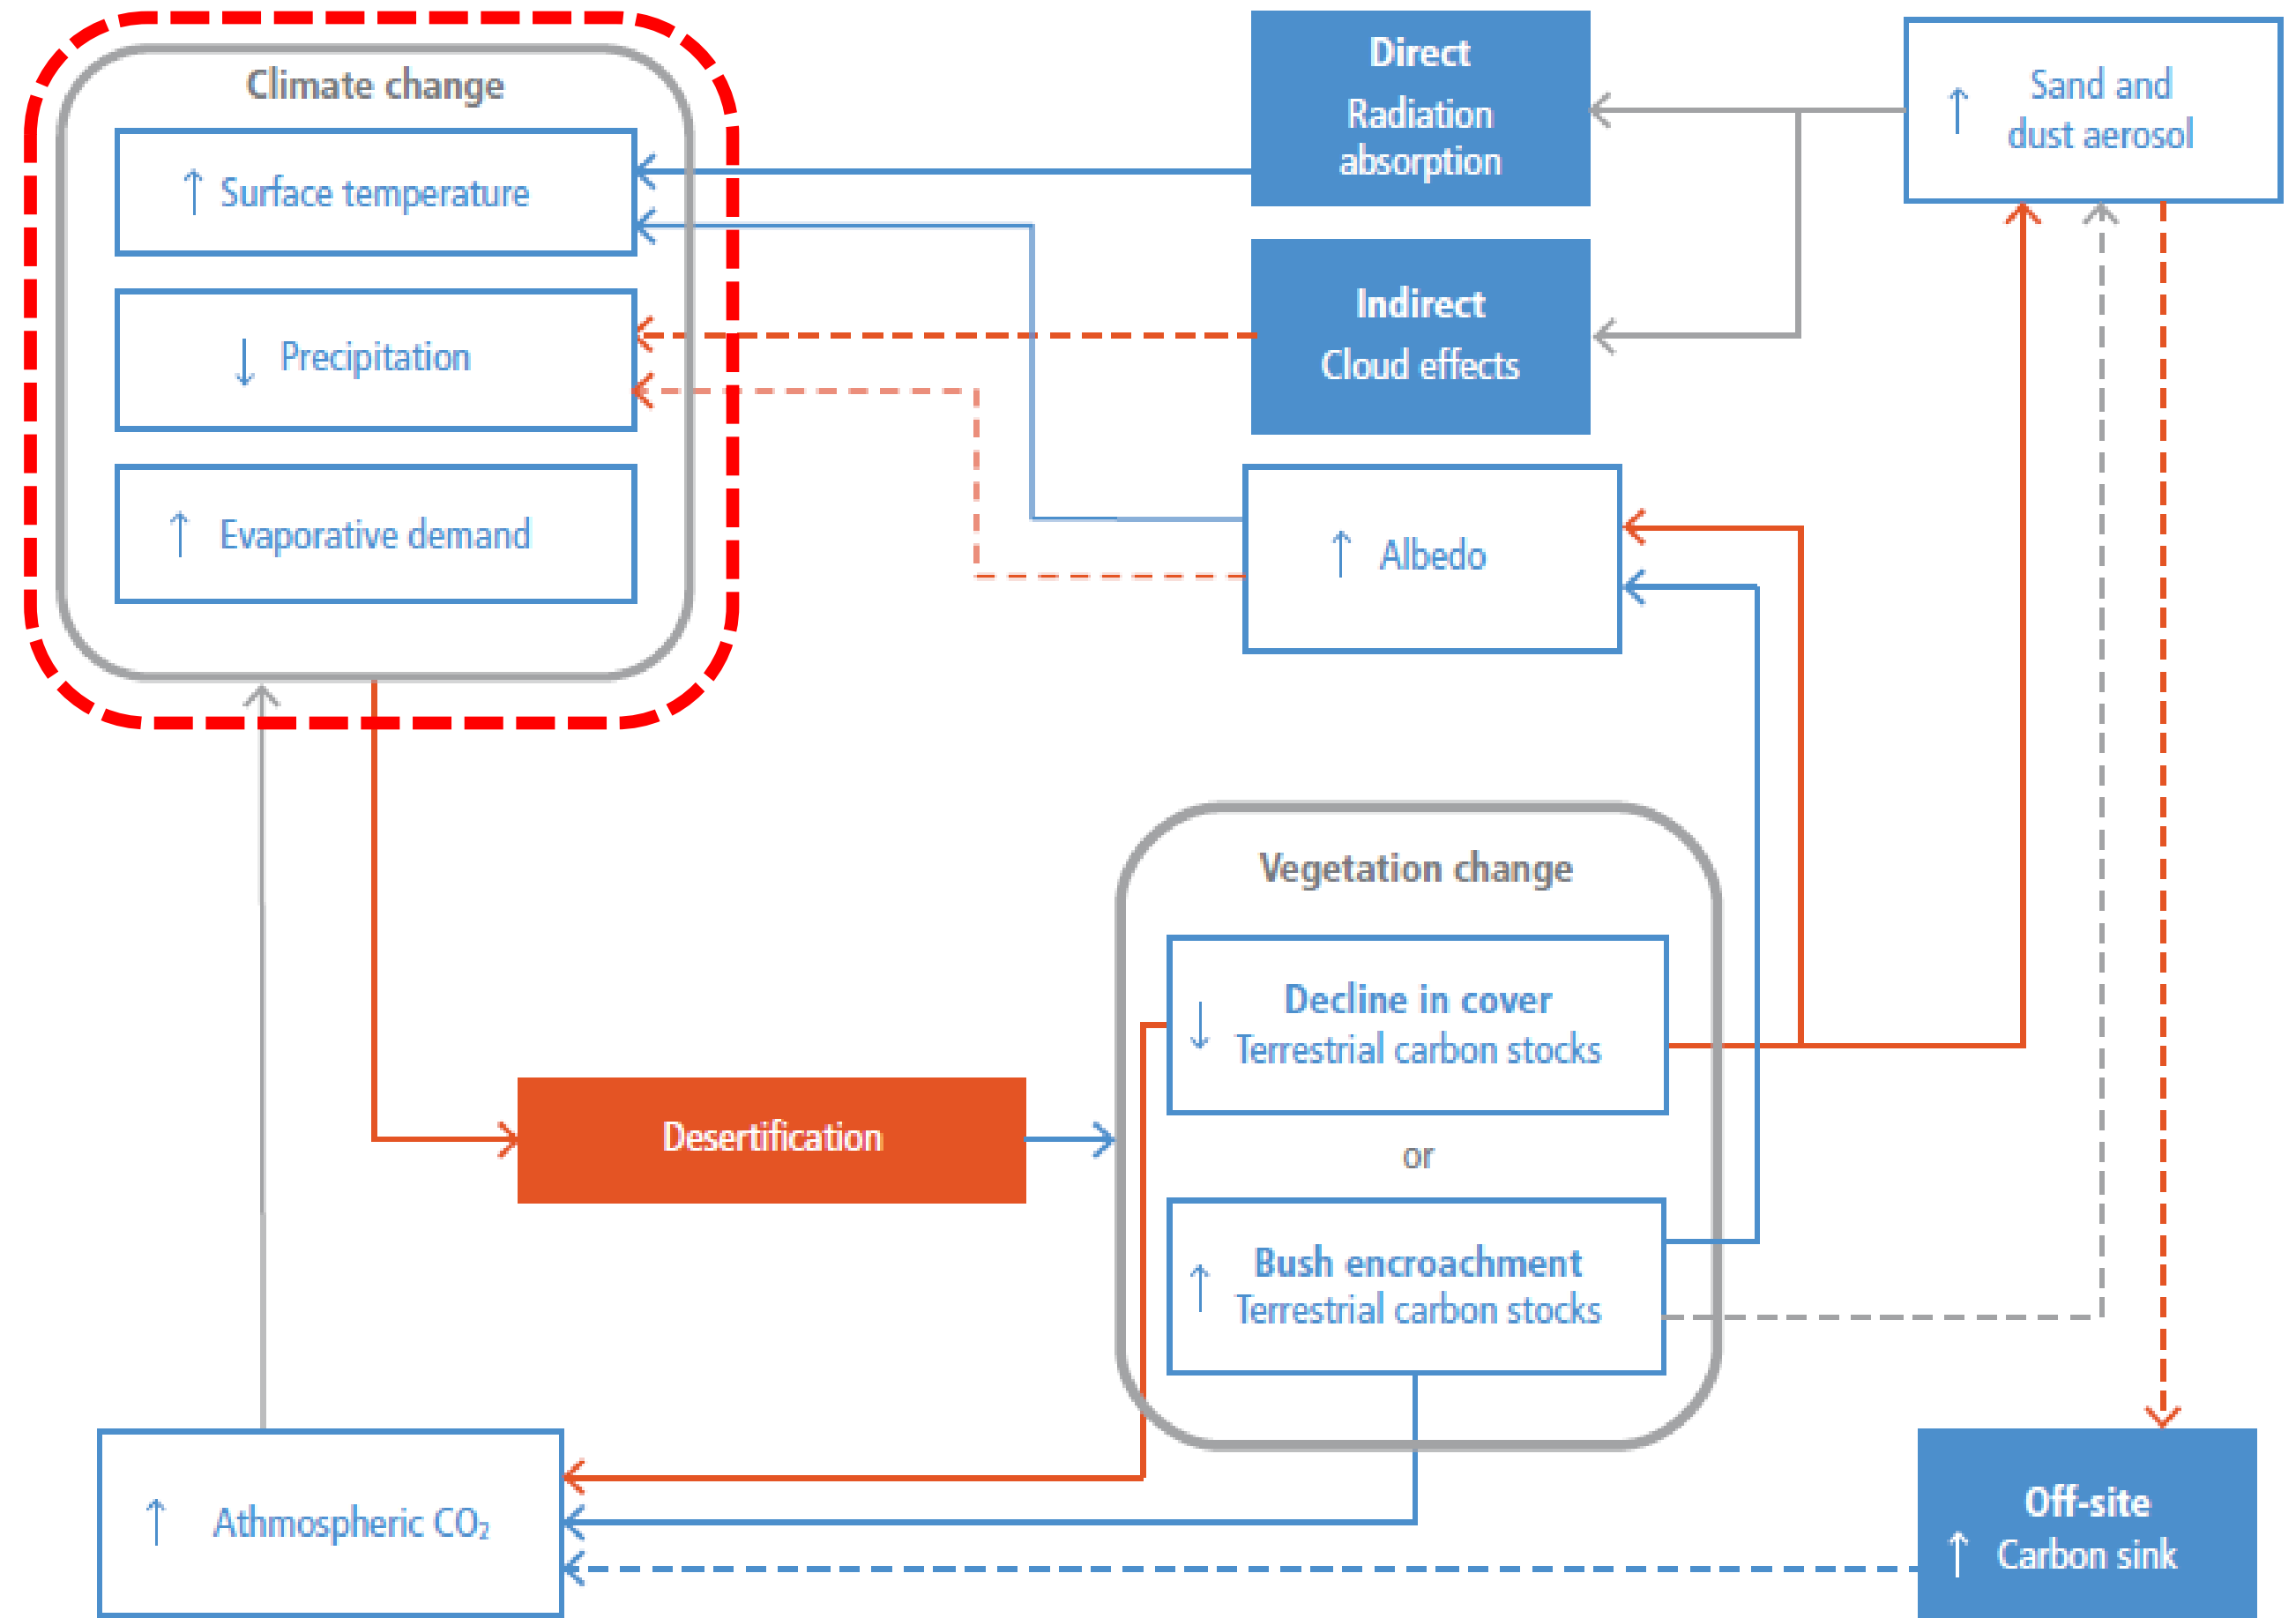 Climate change
↑ Surface temperature
↓ Precipitation
↑ Evaporative demand
Direct
Radiation
absorption
Indirect
Cloud effects
↑ Albedo
Sand and
↑ dust aerosol
Vegetation change
Decline in cover
↓ Terrestrial carbon stocks
or
Bush encroachment
↑ Terrestrial carbon stocks
Desertification
↑ Athmospheric CO₂
Off-site
↑ Carbon sink